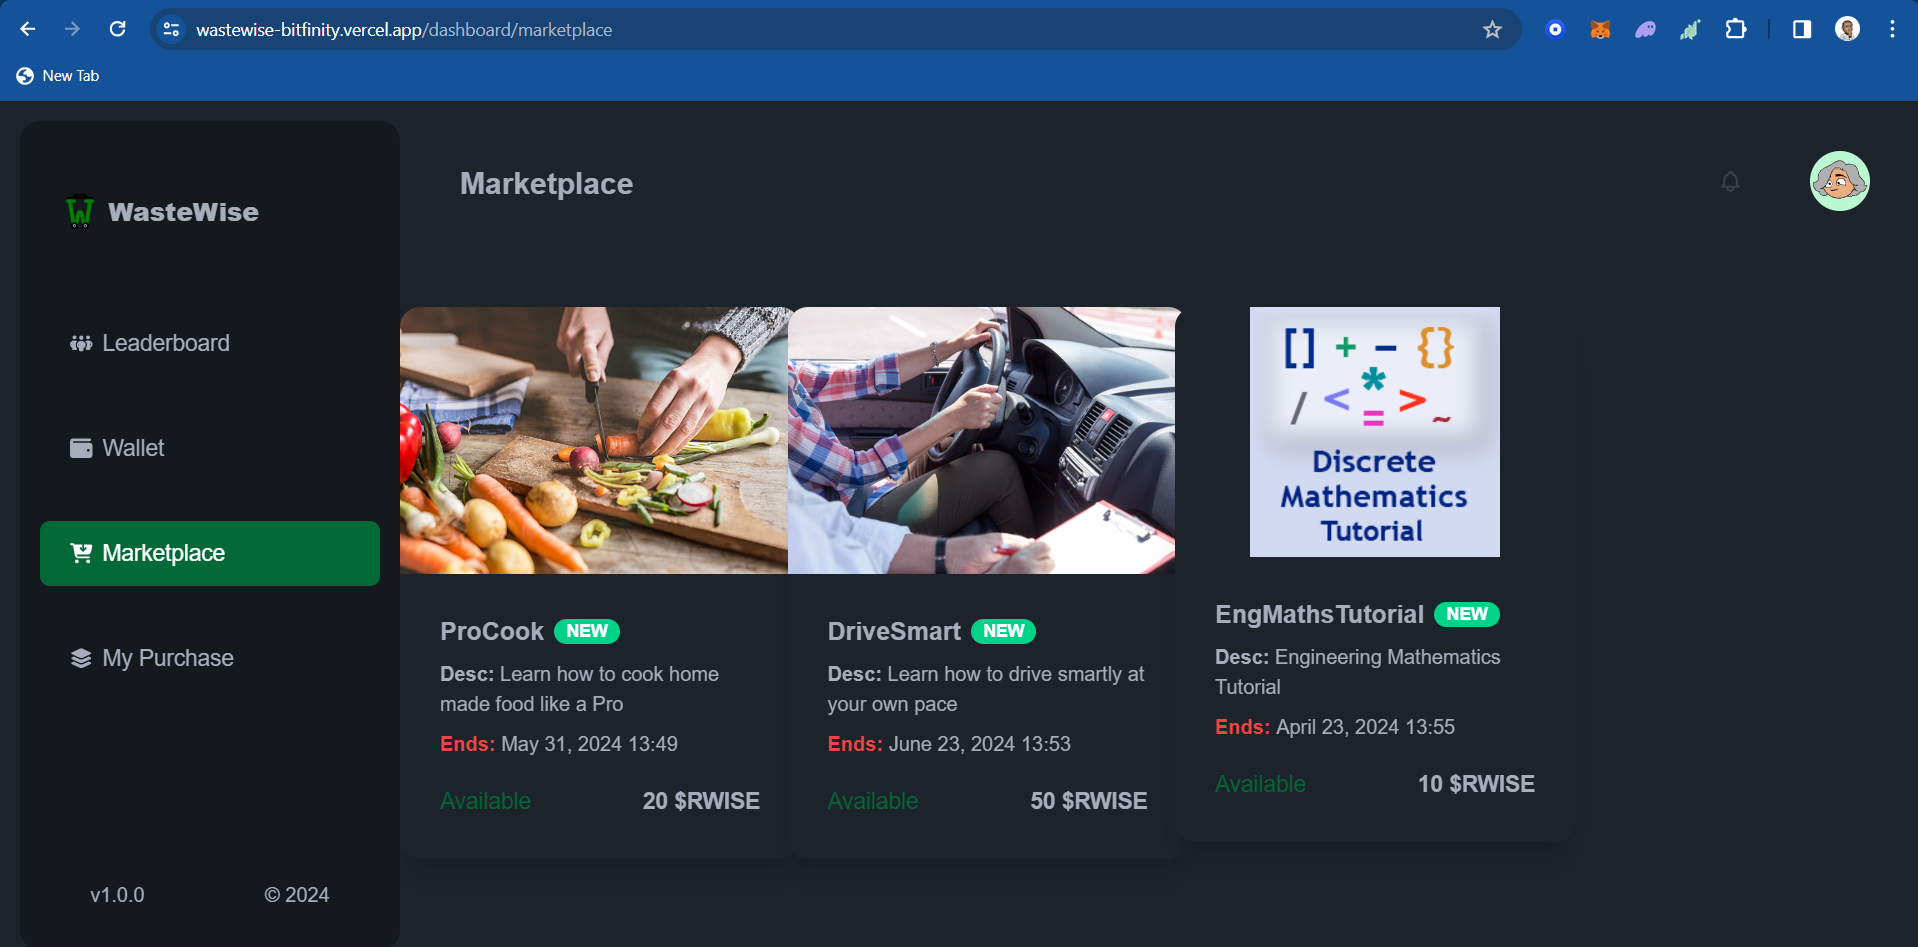 wastewise-bitfinity.vercel.app/dashboard/marketplace
New Tab
WasteWise
Leaderboard
Wallet
Marketplace
My Purchase
v1.0.0 © 2024
Marketplace
ProCook NEW
Desc: Learn how to cook home
made food like a Pro
Ends: May 31, 2024 13:49
Available 20 $RWISE
DriveSmart NEW
Desc: Learn how to drive smartly at
your own pace
Ends: June 23, 2024 13:53
Available 50 $RWISE
[] + - {}
*
/ < = > ~
Discrete
Mathematics
Tutorial
EngMathsTutorial NEW
Desc: Engineering Mathematics
Tutorial
Ends: April 23, 2024 13:55
Available 10 $RWISE